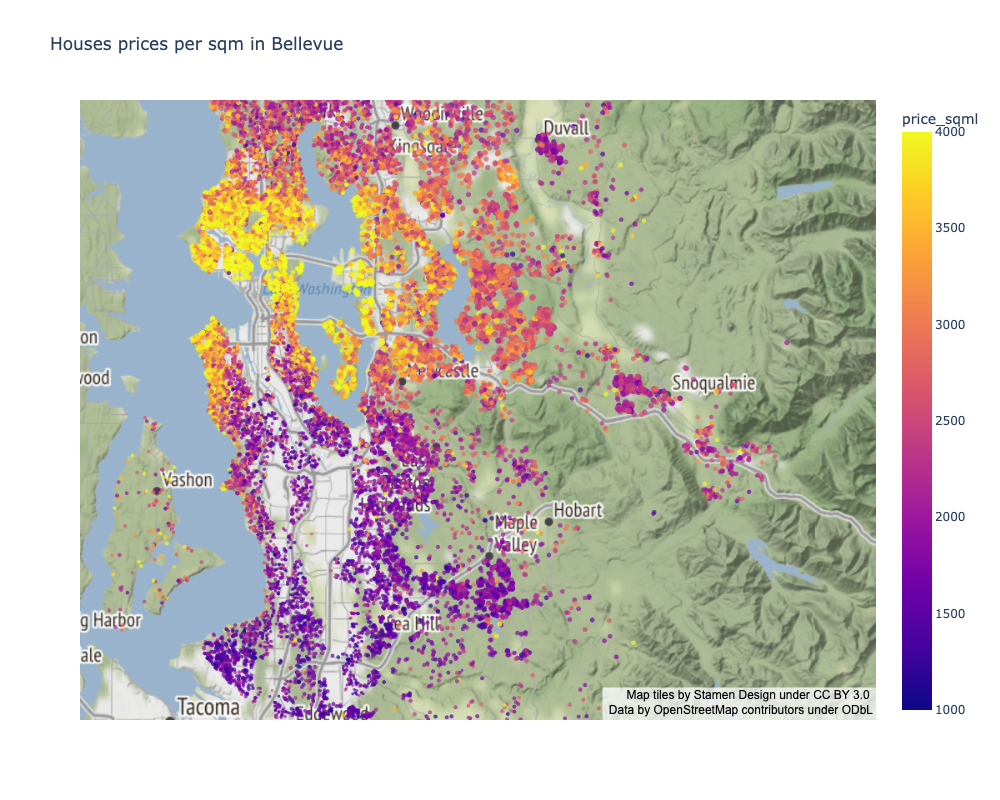 Houses prices per sqm in Bellevue
price_sqml
4000
3500
3000
2500
2000
1500
1000
Woodinville
Kingsgate
Duvall
Washington
on
wood
Newcastle
Snoqualmie
Vashon
Hobart
Maple
Valley
g Harbor
ale
Lea Hill
Tacoma
Edgewood
Map tiles by Stamen Design under CC BY 3.0
Data by OpenStreetMap contributors under ODbL